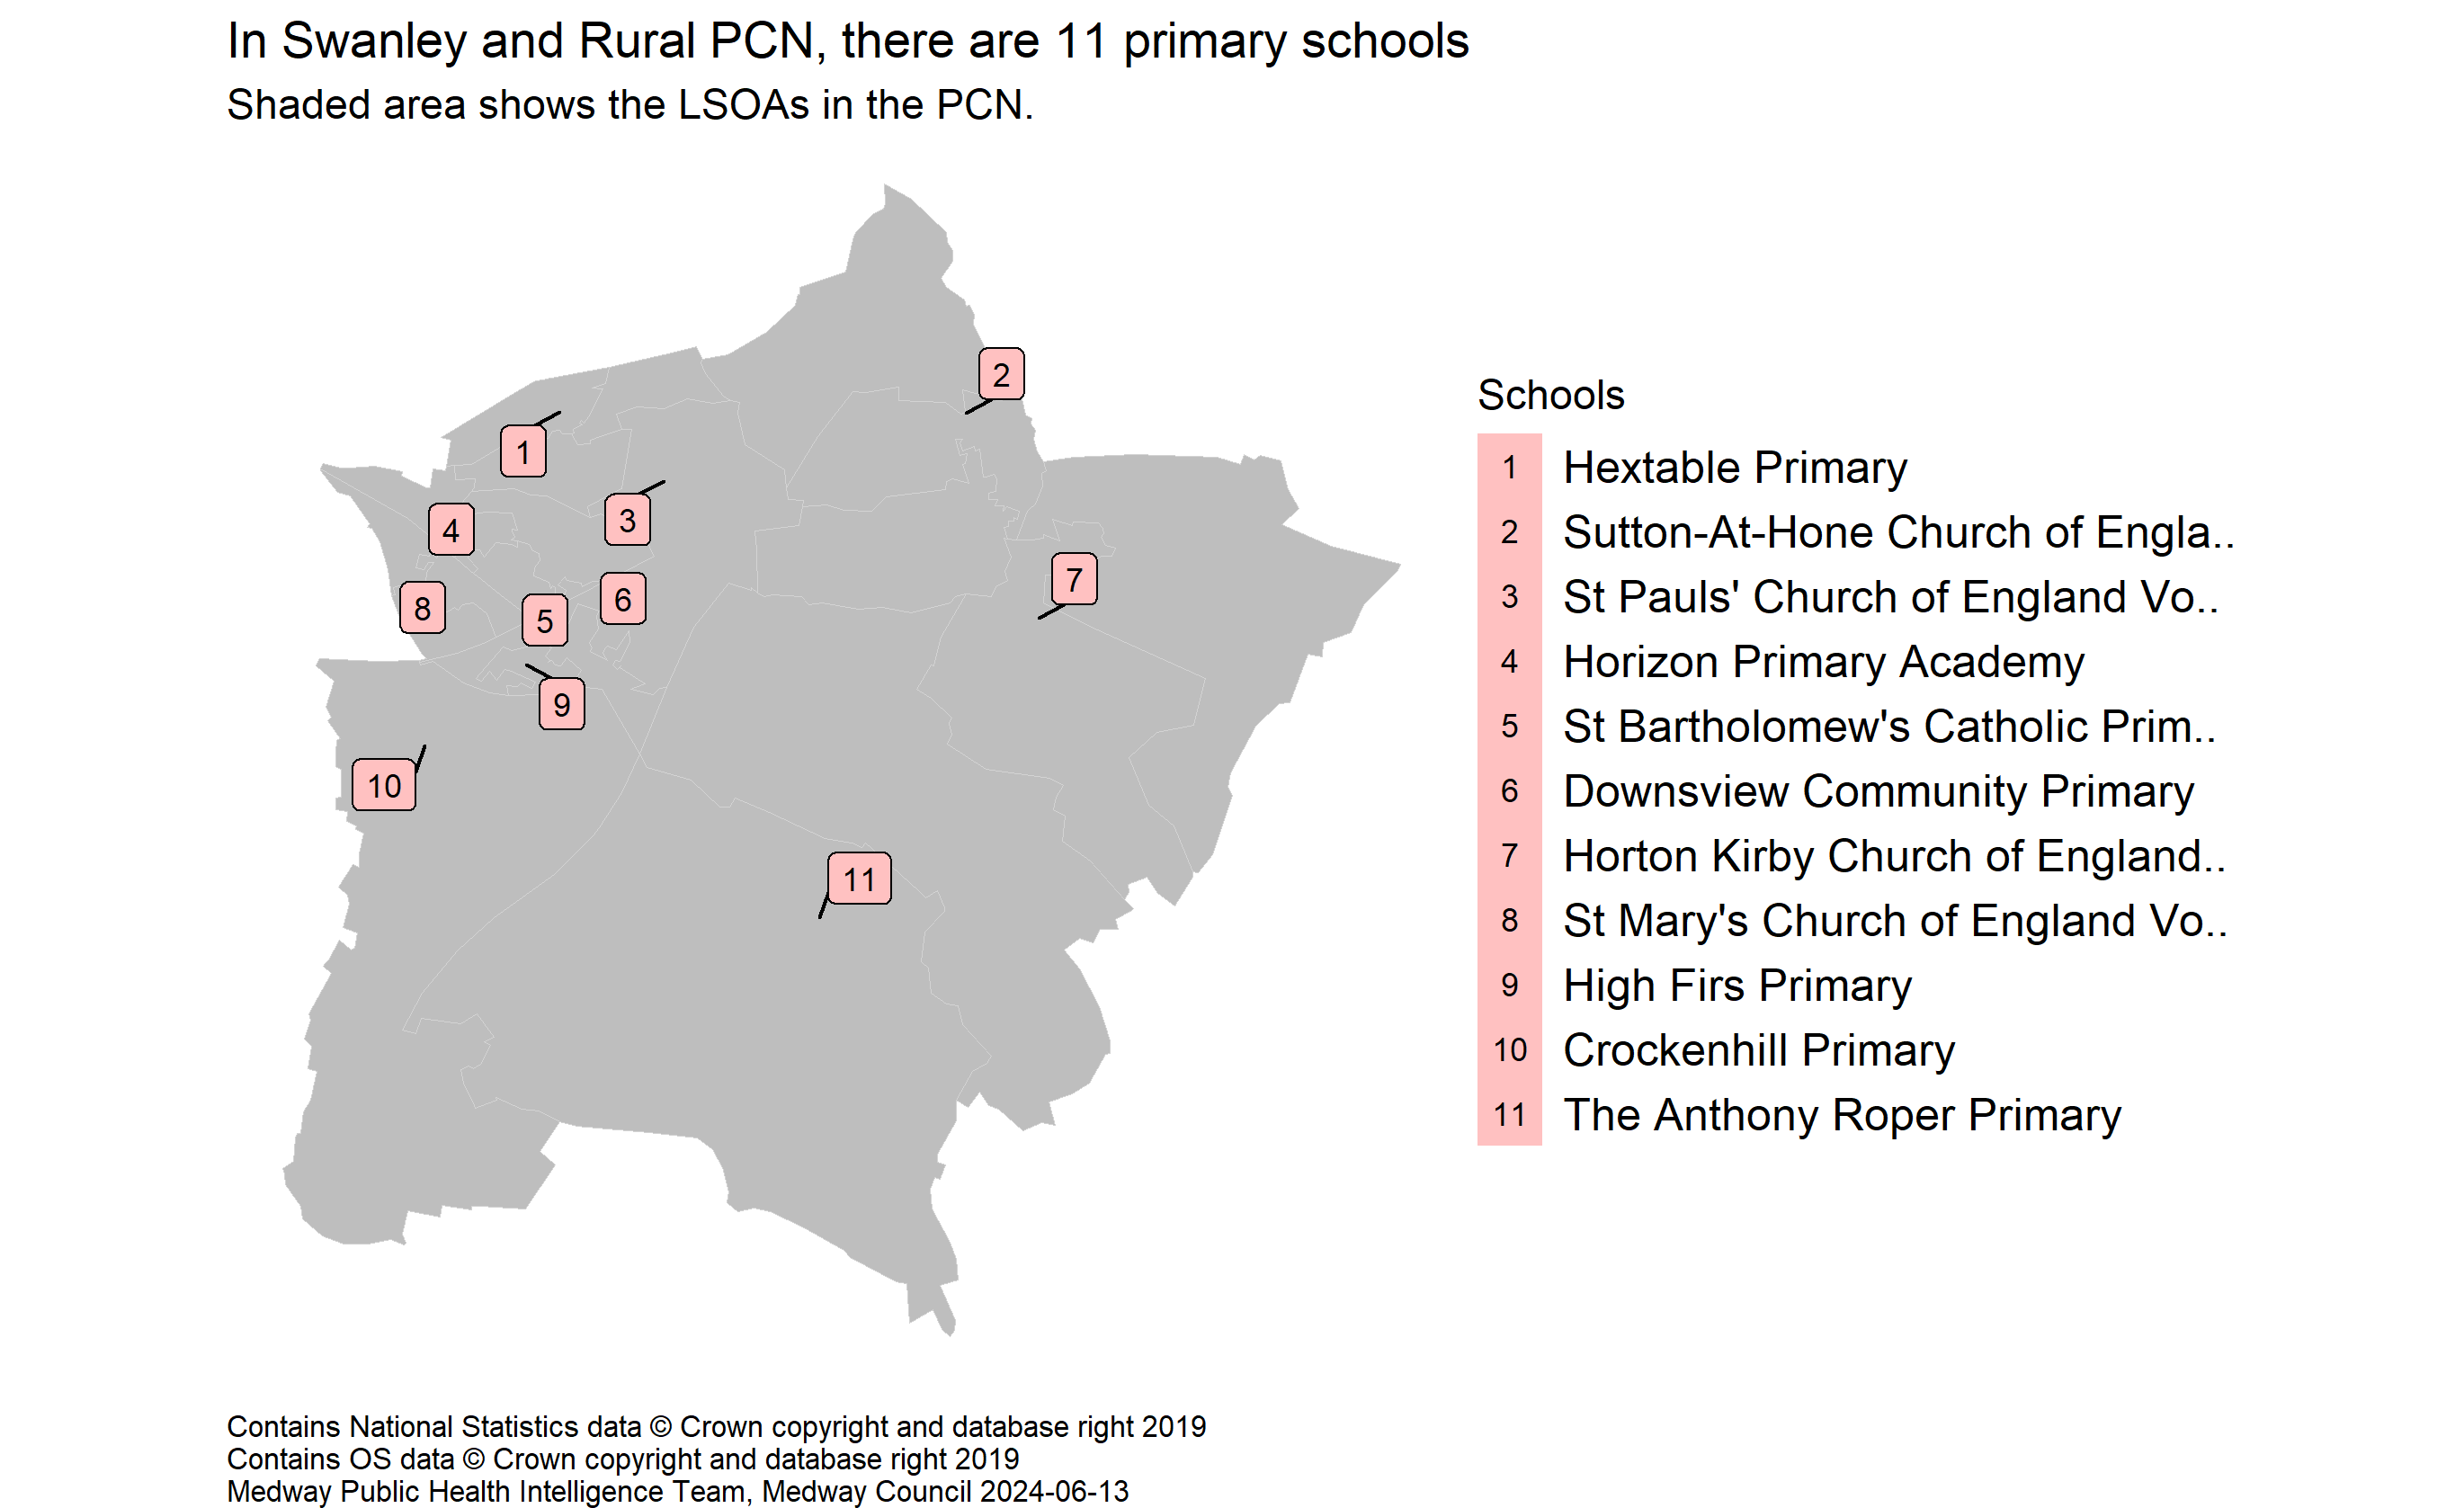 In Swanley and Rural PCN, there are 11 primary schools
Shaded area shows the LSOAs in the PCN.
2
1
3
4
7
6
8
5
9
10
11
Schools
1 Hextable Primary
2 Sutton-At-Hone Church of Engla..
3 St Pauls' Church of England Vo..
4 Horizon Primary Academy
5 St Bartholomew's Catholic Prim..
6 Downsview Community Primary
7 Horton Kirby Church of England..
8 St Mary's Church of England Vo..
9 High Firs Primary
10 Crockenhill Primary
11 The Anthony Roper Primary
Contains National Statistics data © Crown copyright and database right 2019
Contains OS data © Crown copyright and database right 2019
Medway Public Health Intelligence Team, Medway Council 2024-06-13